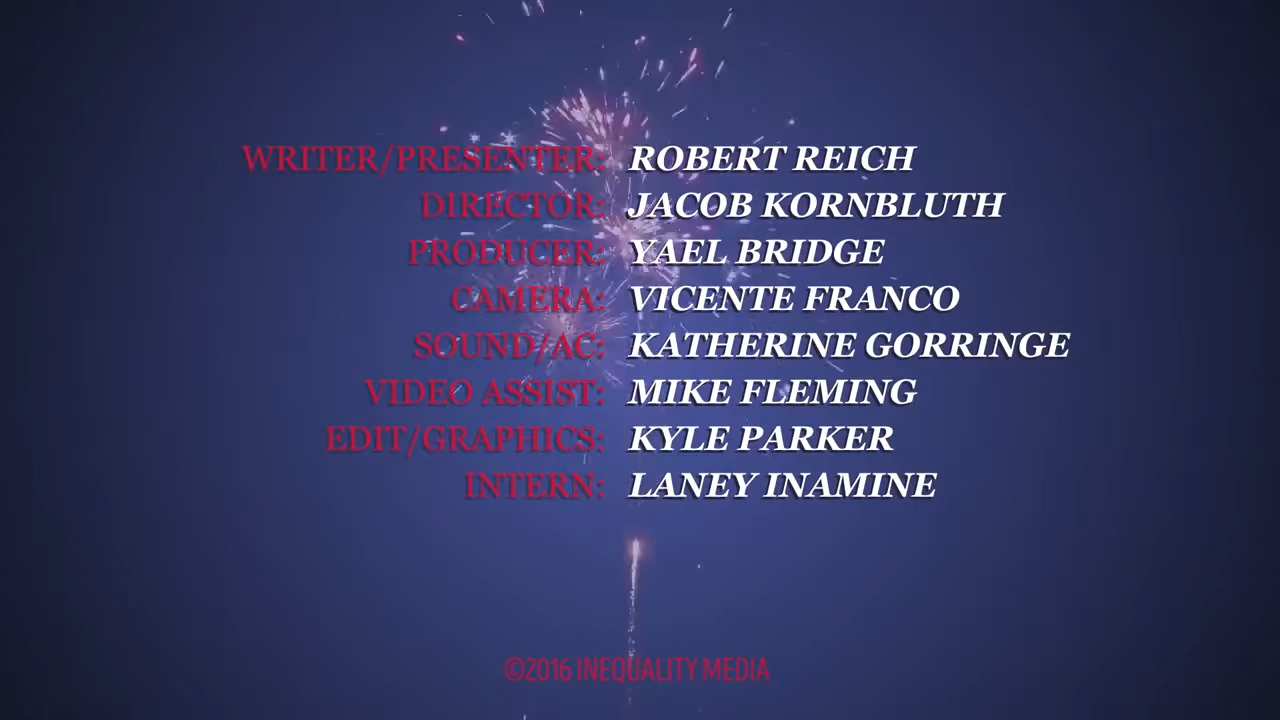 WRITER/PRESENTER: ROBERT REICH
DIRECTOR: JACOB KORNBLUTH
PRODUCER: YAEL BRIDGE
CAMERA: VICENTE FRANCO
SOUND/AC: KATHERINE GORRINGE
VIDEO ASSIST: MIKE FLEMING
EDIT/GRAPHICS: KYLE PARKER
INTERN: LANEY INAMINE
©2016 INEQUALITY MEDIA